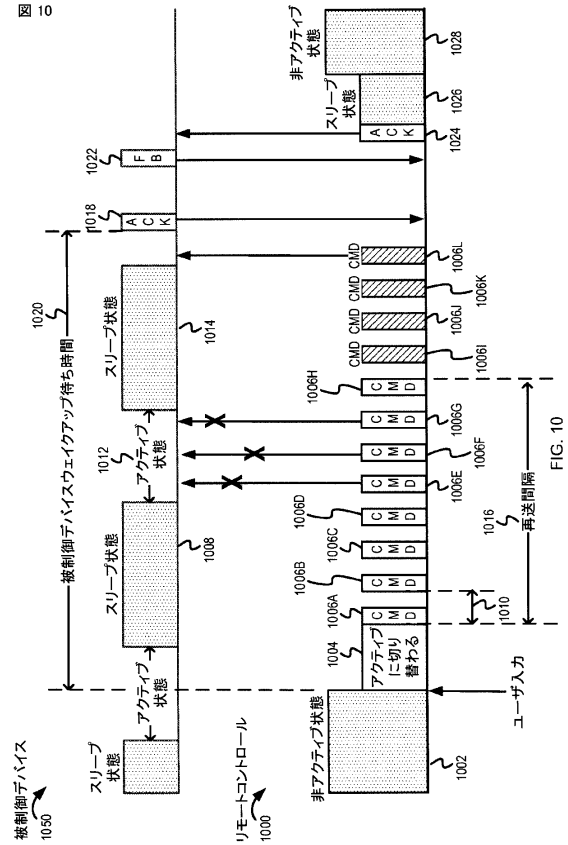 図 10
被制御デバイス
1050
被制御デバイスウェイクアップ待ち時間
1020
スリープ
状態
アクティブ
状態
スリープ状態
1008
アクティブ
状態
1012
スリープ状態
1014
A
C
K
1018
F
B
1022
リモートコントロール
1000
非アクティブ状態
1002
アクティブ
に切り
替わる
1004
ユーザ入力
C
M
D
1006A
C
M
D
1006B
C
M
D
1006C
C
M
D
1006D
C
M
D
1006E
C
M
D
1006F
C
M
D
1006G
C
M
D
1006H
CMD
1006I
CMD
1006J
CMD
1006K
CMD
1006L
A
C
K
1024
スリープ
状態
1026
非アクティブ
状態
1028
1010
再送間隔
1016
FIG. 10